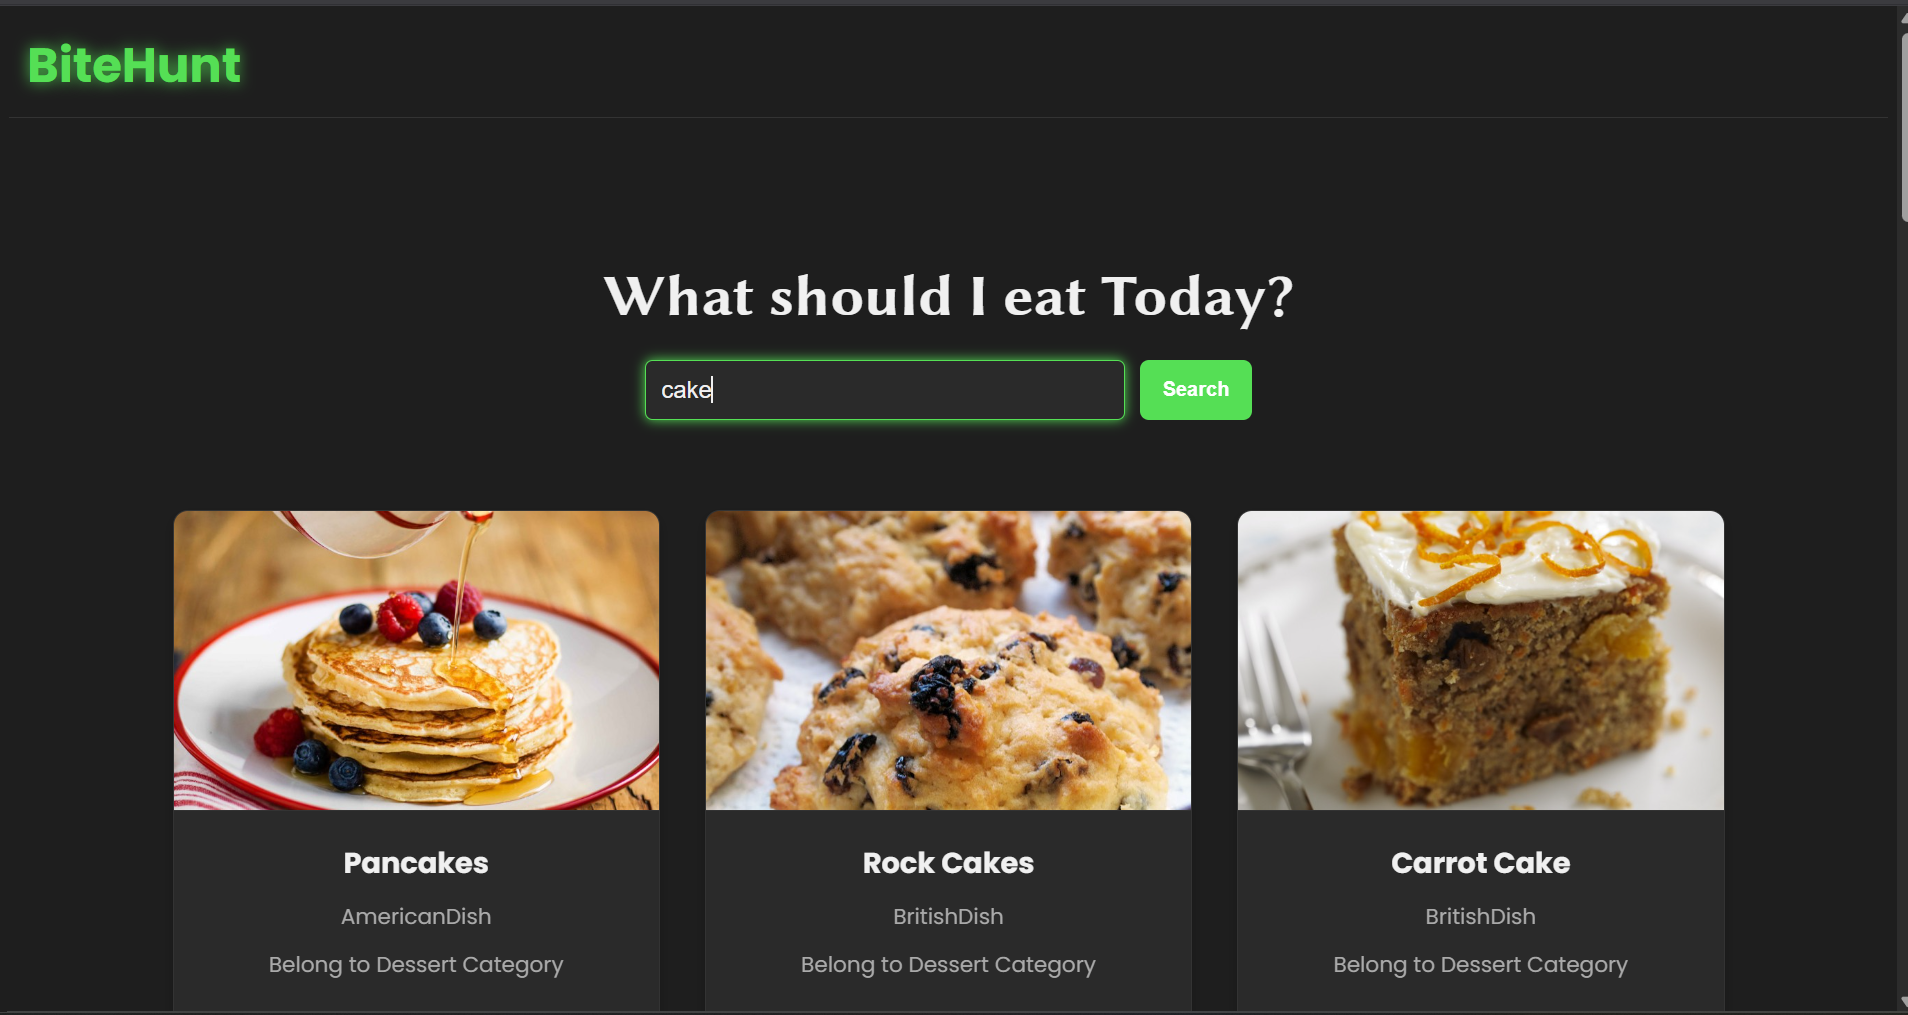 BiteHunt
What should I eat Today?
cake
Search
Pancakes
AmericanDish
Belong to Dessert Category
Rock Cakes
BritishDish
Belong to Dessert Category
Carrot Cake
BritishDish
Belong to Dessert Category